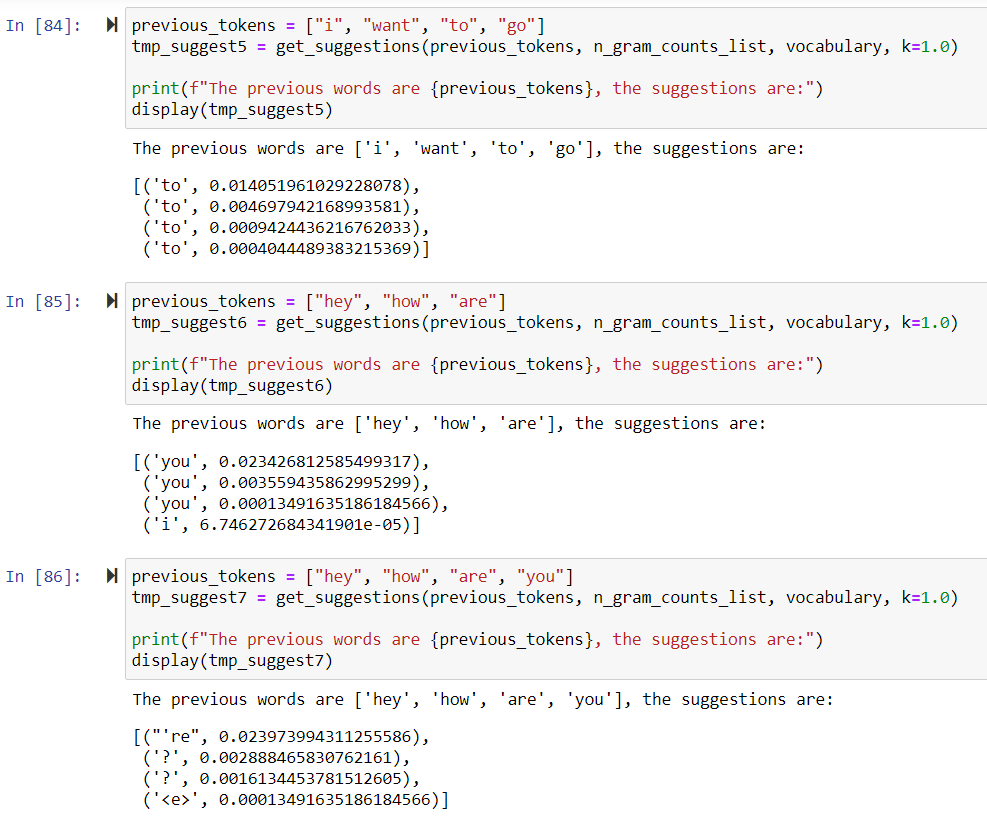 In [84]: previous_tokens = ["i", "want", "to", "go"]
tmp_suggest5 = get_suggestions(previous_tokens, n_gram_counts_list, vocabulary, k=1.0)
print(f"The previous words are {previous_tokens}, the suggestions are:")
display(tmp_suggest5)
The previous words are ['i', 'want', 'to', 'go'], the suggestions are:
[('to', 0.014051961029228078),
('to', 0.004697942168993581),
('to', 0.0009424436216762033),
('to', 0.0004044489383215369)]
In [85]: previous_tokens = ["hey", "how", "are"]
tmp_suggest6 = get_suggestions(previous_tokens, n_gram_counts_list, vocabulary, k=1.0)
print(f"The previous words are {previous_tokens}, the suggestions are:")
display(tmp_suggest6)
The previous words are ['hey', 'how', 'are'], the suggestions are:
[('you', 0.023426812585499317),
('you', 0.003559435862995299),
('you', 0.00013491635186184566),
('i', 6.746272684341901e-05)]
In [86]: previous_tokens = ["hey", "how", "are", "you"]
tmp_suggest7 = get_suggestions(previous_tokens, n_gram_counts_list, vocabulary, k=1.0)
print(f"The previous words are {previous_tokens}, the suggestions are:")
display(tmp_suggest7)
The previous words are ['hey', 'how', 'are', 'you'], the suggestions are:
[("'re", 0.023973994311255586),
('?', 0.002888465830762161),
('?', 0.0016134453781512605),
('<e>', 0.00013491635186184566)]